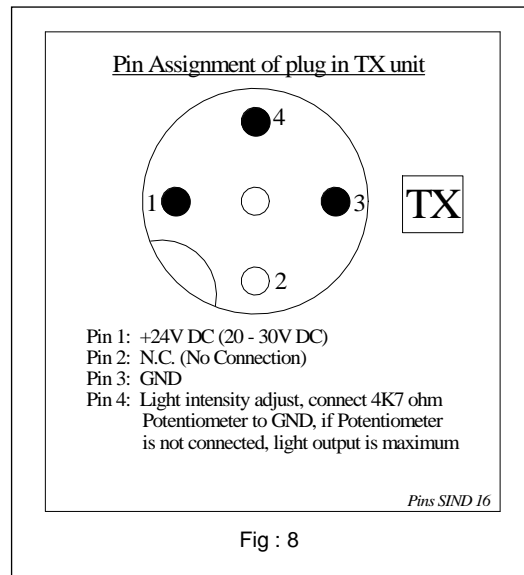 Pin Assignment of plug in TX unit
4
1
3
TX
2
Pin 1: +24V DC (20 - 30V DC)
Pin 2: N.C. (No Connection)
Pin 3: GND
Pin 4: Light intensity adjust, connect 4K7 ohm
Potentiometer to GND, if Potentiometer
is not connected, light output is maximum
Pins SIND 16
Fig : 8